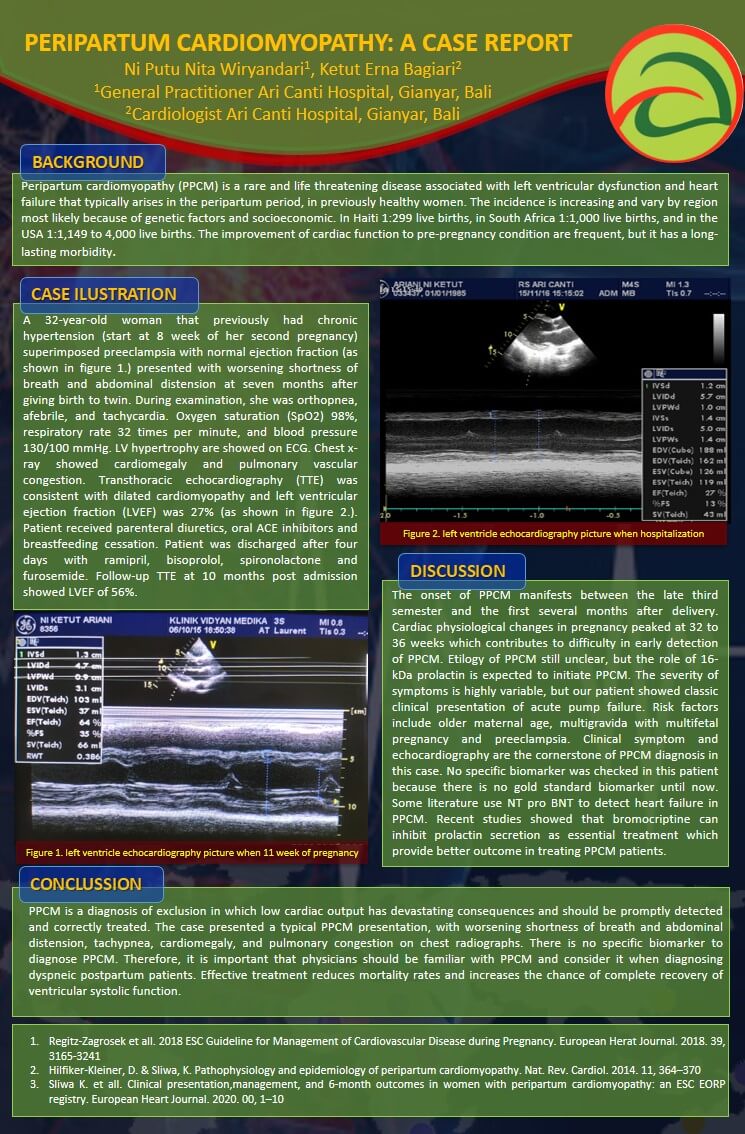 PERIPARTUM CARDIOMYOPATHY: A CASE REPORT
Ni Putu Nita Wiryandari1, Ketut Erna Bagiari2
1General Practitioner Ari Canti Hospital, Gianyar, Bali
2Cardiologist Ari Canti Hospital, Gianyar, Bali
BACKGROUND
Peripartum cardiomyopathy (PPCM) is a rare and life threatening disease associated with left ventricular dysfunction and heart
failure that typically arises in the peripartum period, in previously healthy women. The incidence is increasing and vary by region
most likely because of genetic factors and socioeconomic. In Haiti 1:299 live births, in South Africa 1:1,000 live births, and in the
USA 1:1,149 to 4,000 live births. The improvement of cardiac function to pre-pregnancy condition are frequent, but it has a long-
lasting morbidity.
CASE ILUSTRATION
A 32-year-old woman that previously had chronic
hypertension (start at 8 week of her second pregnancy)
superimposed preeclampsia with normal ejection fraction (as
shown in figure 1.) presented with worsening shortness of
breath and abdominal distension at seven months after
giving birth to twin. During examination, she was orthopnea,
afebrile, and tachycardia. Oxygen saturation (SpO2) 98%,
respiratory rate 32 times per minute, and blood pressure
130/100 mmHg. LV hypertrophy are showed on ECG. Chest x-
ray showed cardiomegaly and pulmonary vascular
congestion. Transthoracic echocardiography (TTE) was
consistent with dilated cardiomyopathy and left ventricular
ejection fraction (LVEF) was 27% (as shown in figure 2.).
Patient received parenteral diuretics, oral ACE inhibitors and
breastfeeding cessation. Patient was discharged after four
days with ramipril, bisoprolol, spironolactone and
furosemide. Follow-up TTE at 10 months post admission
showed LVEF of 56%.
NI KETUT ARIANI KLINIK VIDYAN MEDIKA 3S MI 0.8
8356 06/10/15 18:50:38 AT Laurent TIs 0.3
V
5
10
15
1 IVSd 1.3 cm
LVIDd 4.7 cm
LVPWd 0.9 cm
LVIDs 3.1 cm
EDV(Teich) 103 ml
ESV(Teich) 37 ml
EF(Teich) 64 %
%FS 35 %
SV(Teich) 66 ml
RWT 0.386
[cm]
5
10
Figure 1. left ventricle echocardiography picture when 11 week of pregnancy
ARIANI NI KETUT RS ARI CANTI M4S MI 1.3
033437, 01/01/1985 15/11/16 15:15:02 ADM MB TIs 0.7
V
5
10
15
1 IVSd 1.2 cm
LVIDd 5.7 cm
LVPWd 1.0 cm
IVSs 1.4 cm
LVIDs 5.0 cm
LVPWs 1.4 cm
EDV(Cube) 188 ml
EDV(Teich) 162 ml
ESV(Cube) 126 ml
ESV(Teich) 119 ml
EF(Teich) 27 %
%FS 13 %
SV(Teich) 43 ml
-2 -1.5 -1.0 -0.5
Figure 2. left ventricle echocardiography picture when hospitalization
DISCUSSION
The onset of PPCM manifests between the late third
semester and the first several months after delivery.
Cardiac physiological changes in pregnancy peaked at 32 to
36 weeks which contributes to difficulty in early detection
of PPCM. Etilogy of PPCM still unclear, but the role of 16-
kDa prolactin is expected to initiate PPCM. The severity of
symptoms is highly variable, but our patient showed classic
clinical presentation of acute pump failure. Risk factors
include older maternal age, multigravida with multifetal
pregnancy and preeclampsia. Clinical symptom and
echocardiography are the cornerstone of PPCM diagnosis in
this case. No specific biomarker was checked in this patient
because there is no gold standard biomarker until now.
Some literature use NT pro BNT to detect heart failure in
PPCM. Recent studies showed that bromocriptine can
inhibit prolactin secretion as essential treatment which
provide better outcome in treating PPCM patients.
CONCLUSSION
PPCM is a diagnosis of exclusion in which low cardiac output has devastating consequences and should be promptly detected
and correctly treated. The case presented a typical PPCM presentation, with worsening shortness of breath and abdominal
distension, tachypnea, cardiomegaly, and pulmonary congestion on chest radiographs. There is no specific biomarker to
diagnose PPCM. Therefore, it is important that physicians should be familiar with PPCM and consider it when diagnosing
dyspneic postpartum patients. Effective treatment reduces mortality rates and increases the chance of complete recovery of
ventricular systolic function.
1. Regitz-Zagrosek et all. 2018 ESC Guideline for Management of Cardiovascular Disease during Pregnancy. European Herat Journal. 2018. 39,
3165-3241
2. Hilfiker-Kleiner, D. & Sliwa, K. Pathophysiology and epidemiology of peripartum cardiomyopathy. Nat. Rev. Cardiol. 2014. 11, 364–370
3. Sliwa K. et all. Clinical presentation,management, and 6-month outcomes in women with peripartum cardiomyopathy: an ESC EORP
registry. European Heart Journal. 2020. 00, 1–10